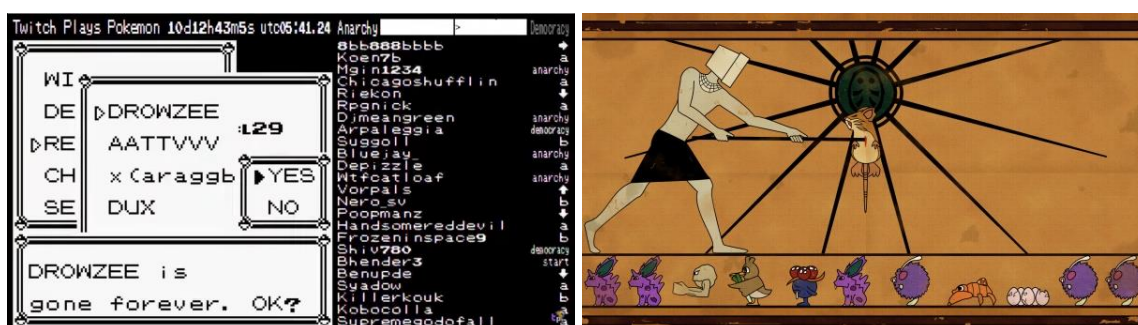 Twitch Plays Pokemon 10d12h43m5s utc05:41.24 Anarchy > Democracy
WI
DE ▷DROWZEE
:L29
▷RE AATTVVV
CH x(araggb ▶YES
SE DUX NO
DROWZEE is
gone forever. OK?
8bb888bbbb
Koen7b
Mgin1234 anarchy
Chicagoshufflin a
Riekon
Rpgnick a
Djmeangreen anarchy
Arpaleggia democracy
Suggoll b
Bluejay_ anarchy
Depizzle a
Wtfcatloaf anarchy
Vorpals
Nero_sv b
Poopmanz
Handsomereddevil a
Frozeninspace9 b
Shiv780 democracy
Bhender3 start
Benupde
Syadow a
Killerkouk b
Kobocolla
Supremegodofall